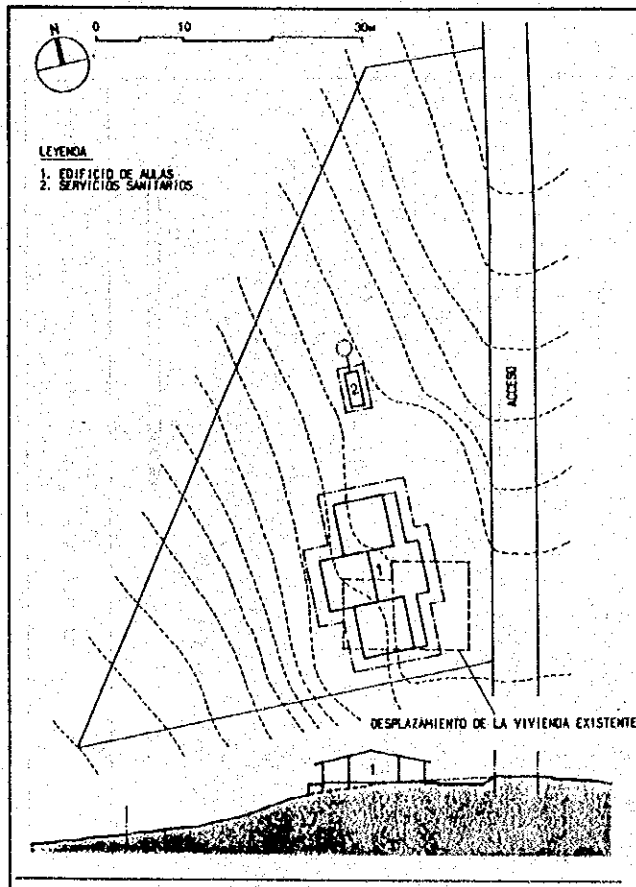 N
0 10 30M
LEYENDA
1. EDIFICIO DE AULAS
2. SERVICIOS SANITARIOS
ACCESO
2
1
DESPLAZAMIENTO DE LA VIVIENDA EXISTENTE
1